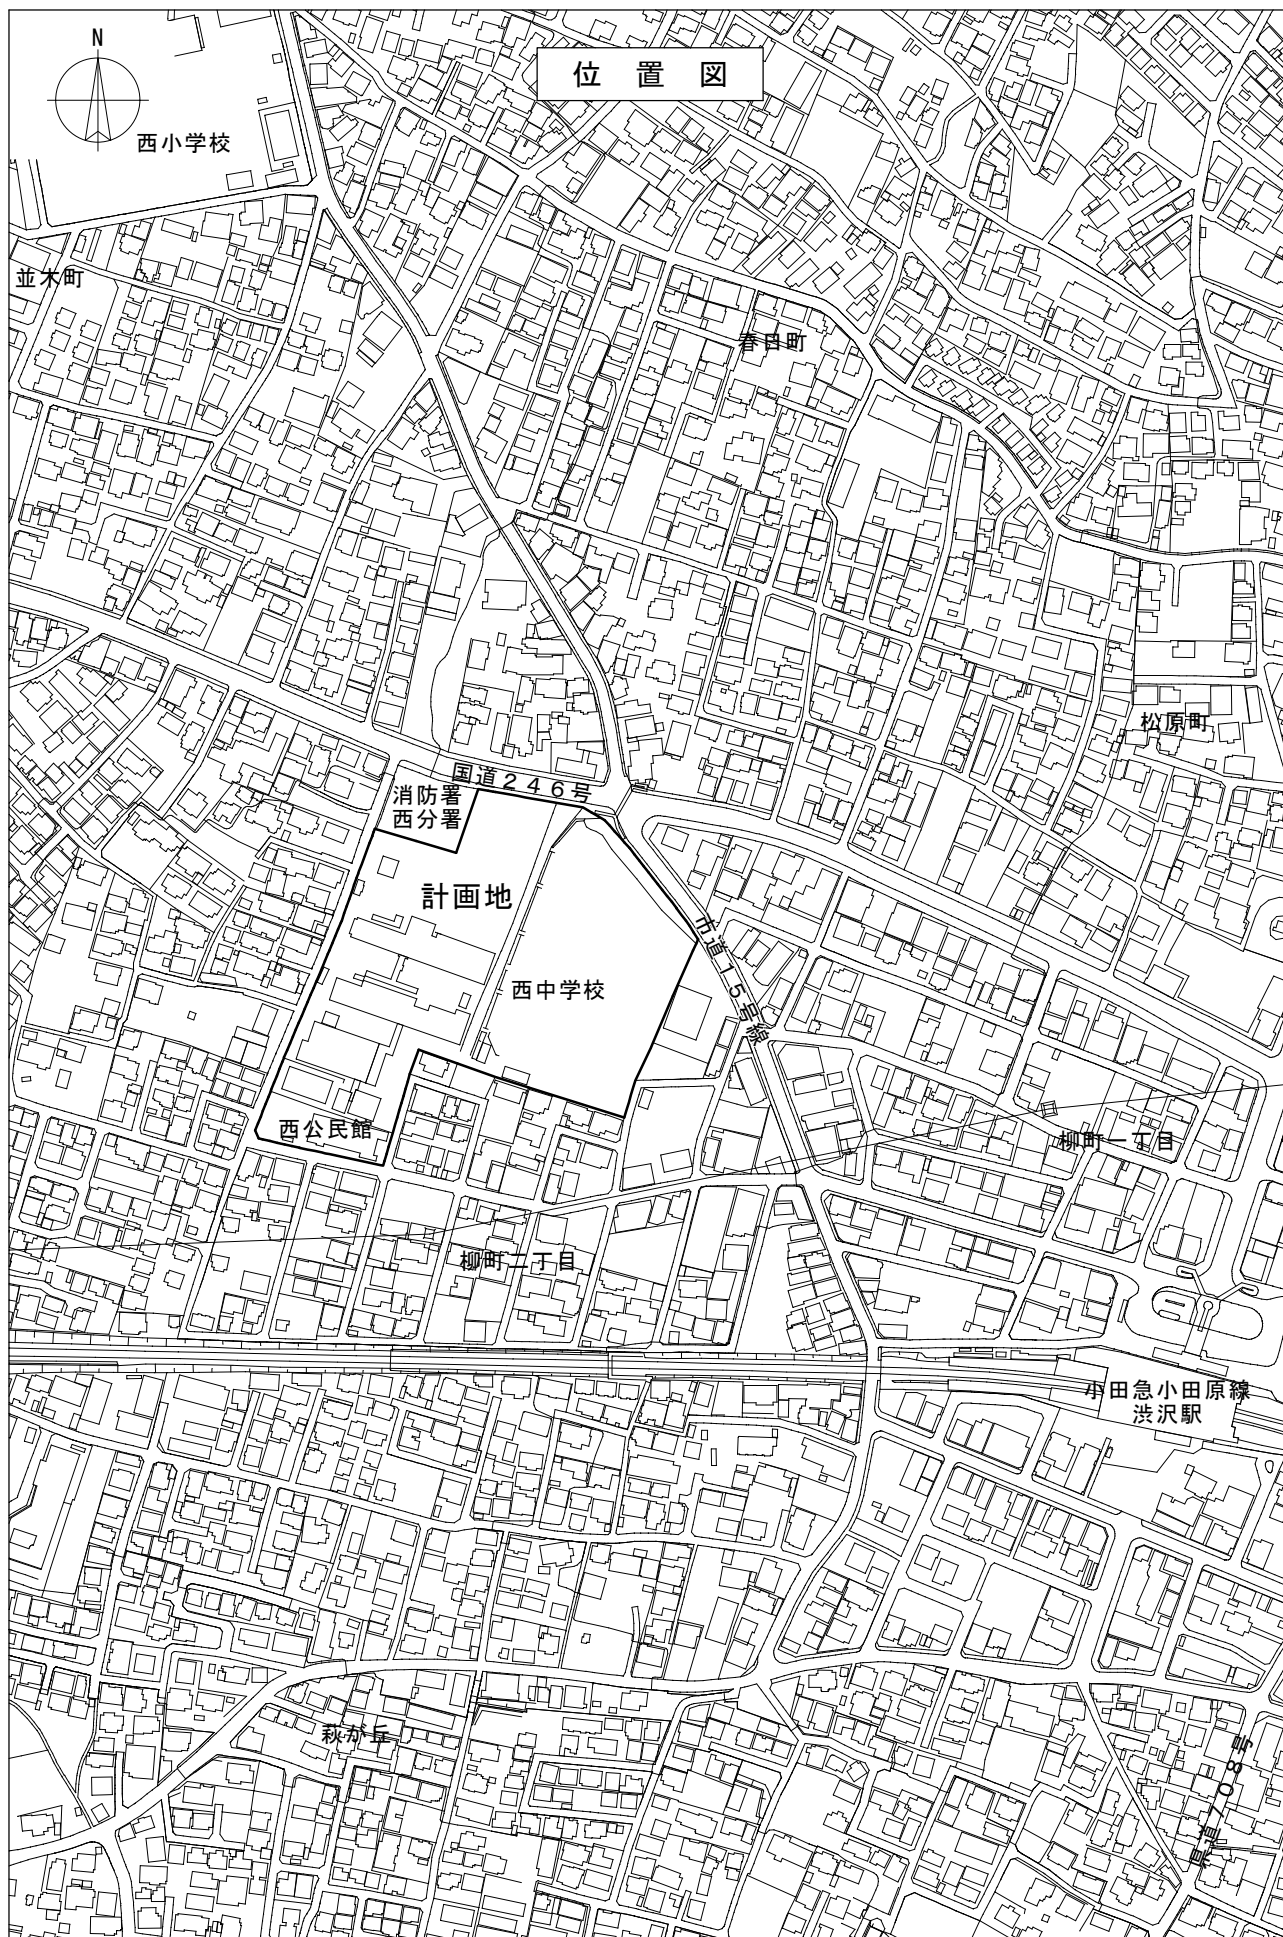 N
位置図
西小学校
並木町
春日町
松原町
国道２４６号
消防署
西分署
計画地
市道１５号線
西中学校
西公民館
柳町一丁目
柳町二丁目
小田急小田原線
渋沢駅
萩が丘
県道７０８号